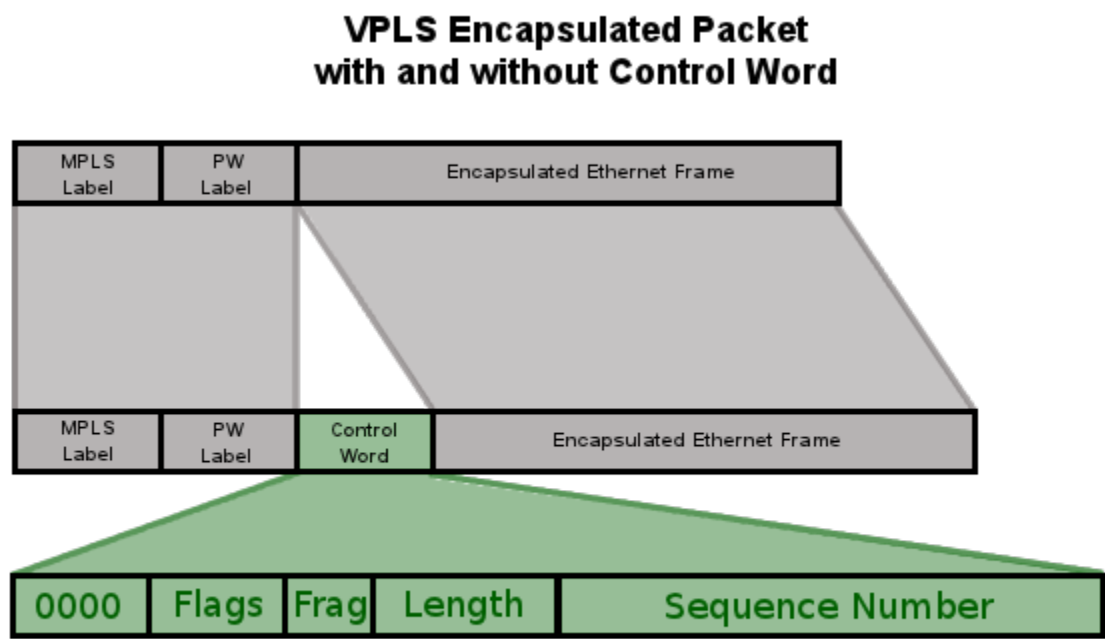 VPLS Encapsulated Packet
with and without Control Word
MPLS
Label
PW
Label
Encapsulated Ethernet Frame
MPLS
Label
PW
Label
Control
Word
Encapsulated Ethernet Frame
0000
Flags
Frag
Length
Sequence Number